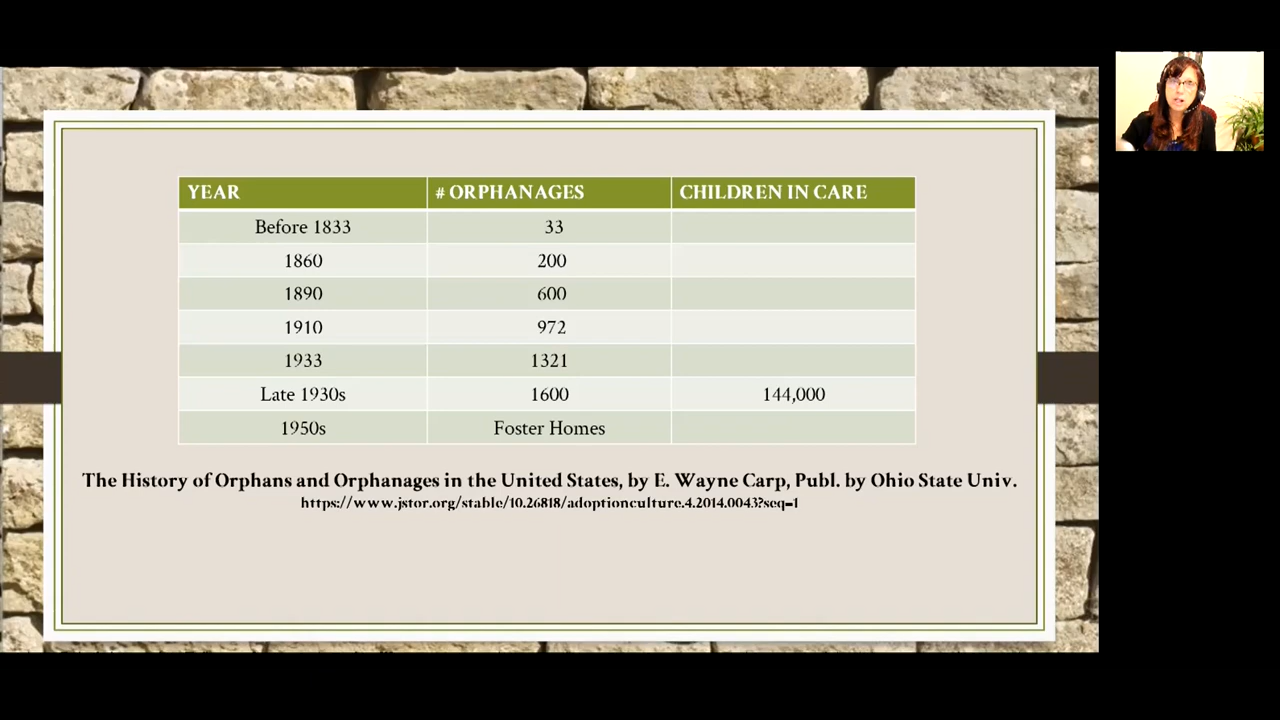 YEAR # ORPHANAGES CHILDREN IN CARE
Before 1833 33
1860 200
1890 600
1910 972
1933 1321
Late 1930s 1600 144,000
1950s Foster Homes
The History of Orphans and Orphanages in the United States, by E. Wayne Carp, Publ. by Ohio State Univ.
https://www.jstor.org/stable/10.26818/adoptionculture.4.2014.0043?seq=1